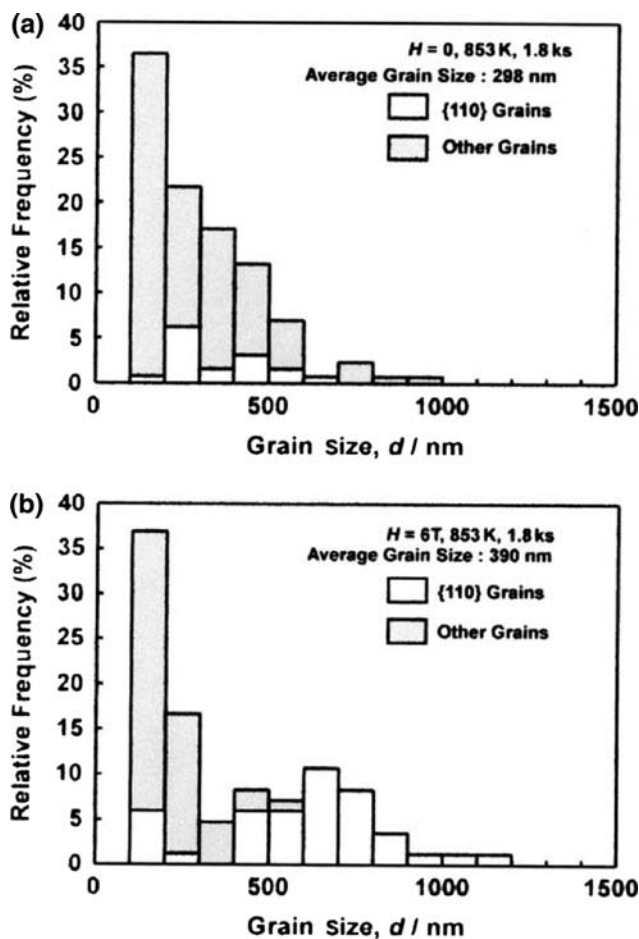 (a)
H = 0, 853 K, 1.8 ks
Average Grain Size : 298 nm
{110} Grains
Other Grains
Relative Frequency (%)
40
35
30
25
20
15
10
5
0
0 500 1000 1500
Grain Size, d / nm
(b)
H = 6T, 853 K, 1.8 ks
Average Grain Size : 390 nm
{110} Grains
Other Grains
Relative Frequency (%)
40
35
30
25
20
15
10
5
0
0 500 1000 1500
Grain Size, d / nm